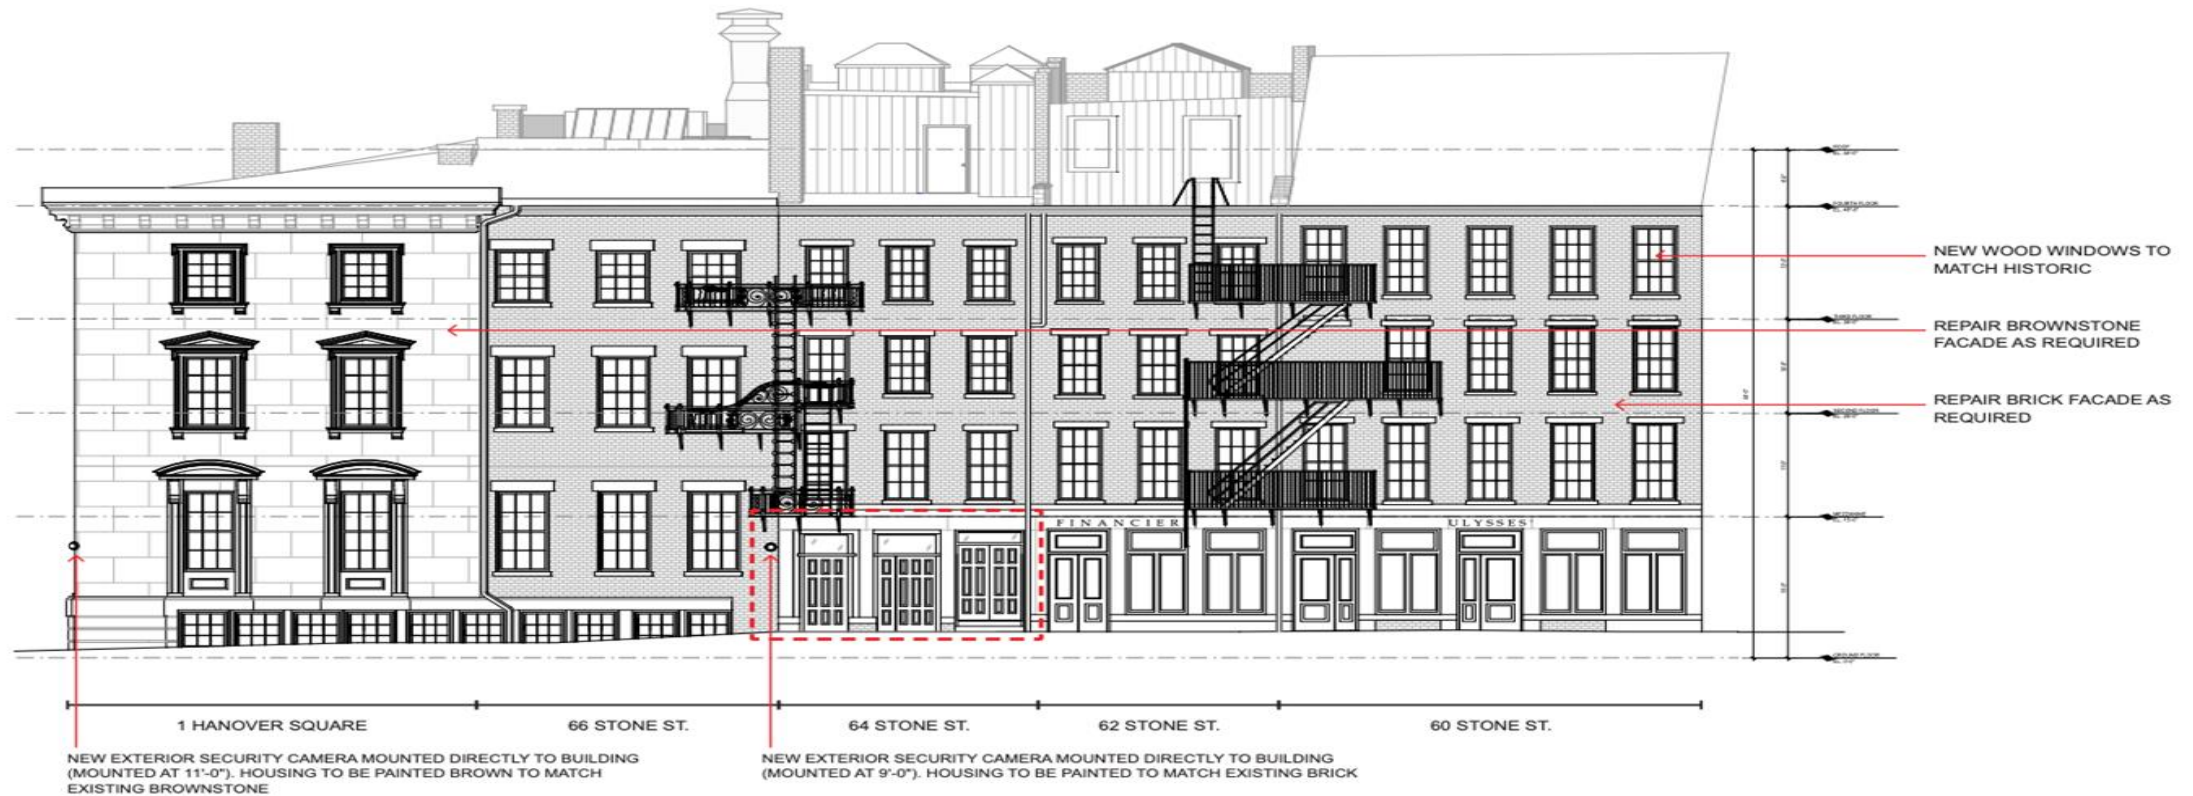 NEW WOOD WINDOWS TO
MATCH HISTORIC
REPAIR BROWNSTONE
FACADE AS REQUIRED
REPAIR BRICK FACADE AS
REQUIRED
FINANCIER
ULYSSES'
1 HANOVER SQUARE
66 STONE ST.
64 STONE ST.
62 STONE ST.
60 STONE ST.
NEW EXTERIOR SECURITY CAMERA MOUNTED DIRECTLY TO BUILDING
(MOUNTED AT 11'-0"). HOUSING TO BE PAINTED BROWN TO MATCH
EXISTING BROWNSTONE
NEW EXTERIOR SECURITY CAMERA MOUNTED DIRECTLY TO BUILDING
(MOUNTED AT 9'-0"). HOUSING TO BE PAINTED TO MATCH EXISTING BRICK